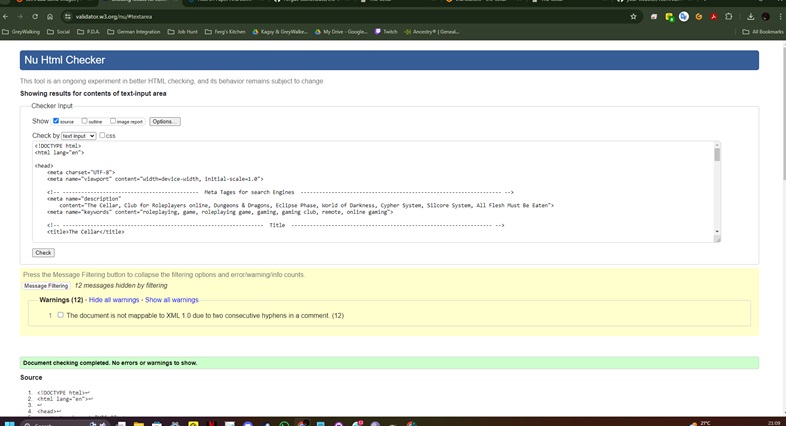 validator.w3.org/nu/#textarea
GreyWalking
Social
P.D.A.
German Integration
Job Hunt
Ferg's Kitchen
Kagsy & GreyWalke...
My Drive - Google...
Twitch
Ancestry® | Geneal...
All Bookmarks
Nu Html Checker
This tool is an ongoing experiment in better HTML checking, and its behavior remains subject to change
Showing results for contents of text-input area
Checker Input
Show source outline image report Options...
Check by text input css
<!DOCTYPE html>
<html lang="en">
<head>
<meta charset="UTF-8">
<meta name="viewport" content="width=device-width, initial-scale=1.0">
Meta Tages for search Engines
<meta name="description"
content="The Cellar, Club for Roleplayers online, Dungeons & Dragons, Eclipse Phase, World of Darkness, Cypher System, Silcore System, All Flesh Must Be Eaten">
<meta name="keywords" content="roleplaying, game, roleplaying game, gaming, gaming club, remote, online gaming">
Title
<title>The Cellar</title>
Check
Press the Message Filtering button to collapse the filtering options and error/warning/info counts.
Message Filtering 12 messages hidden by filtering
Warnings (12) - Hide all warnings - Show all warnings
1 The document is not mappable to XML 1.0 due to two consecutive hyphens in a comment. (12)
Document checking completed. No errors or warnings to show.
Source
1. <!DOCTYPE html>↩
2. <html lang="en">↩
3. ↩
4. <head>↩
Search
21°C
21:09